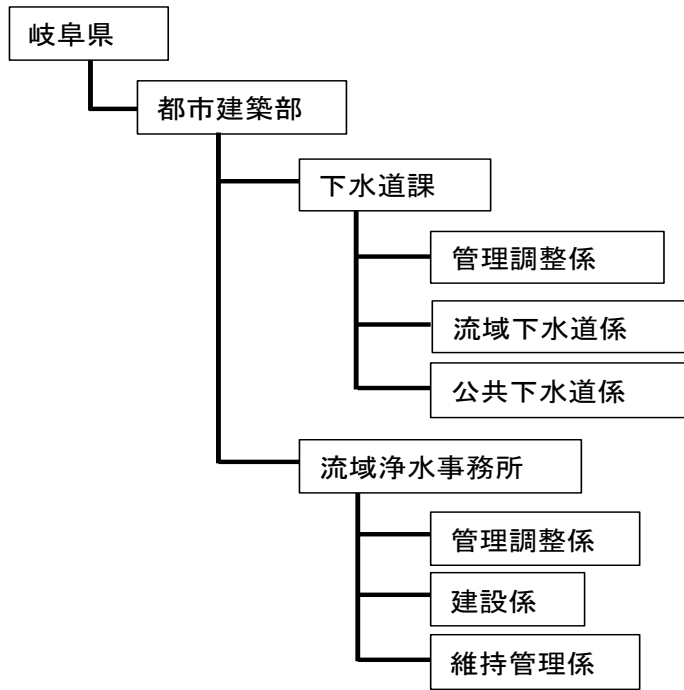 岐阜県
都市建築部
下水道課
管理調整係
流域下水道係
公共下水道係
流域浄水事務所
管理調整係
建設係
維持管理係